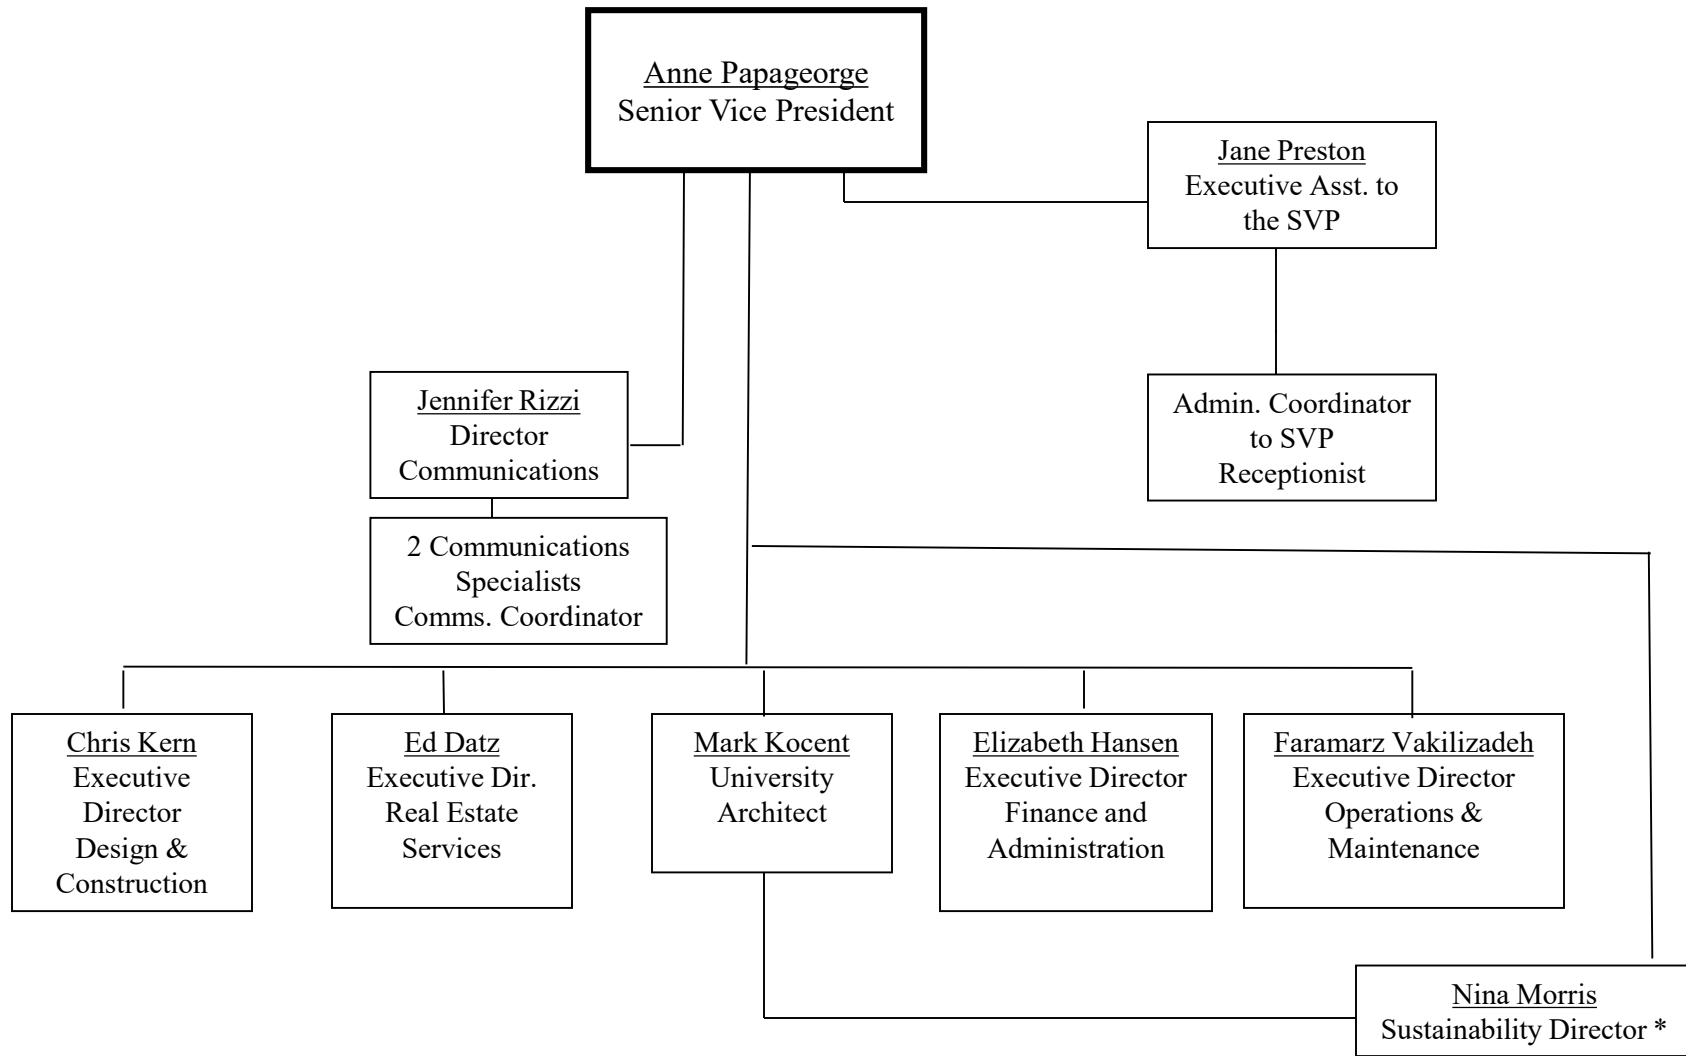 Anne Papageorge
Senior Vice President
Jane Preston
Executive Asst. to
the SVP
Jennifer Rizzi
Director
Communications
Admin. Coordinator
to SVP
Receptionist
2 Communications
Specialists
Comms. Coordinator
Chris Kern
Executive
Director
Design &
Construction
Ed Datz
Executive Dir.
Real Estate
Services
Mark Kocent
University
Architect
Elizabeth Hansen
Executive Director
Finance and
Administration
Faramarz Vakilizadeh
Executive Director
Operations &
Maintenance
Nina Morris
Sustainability Director *